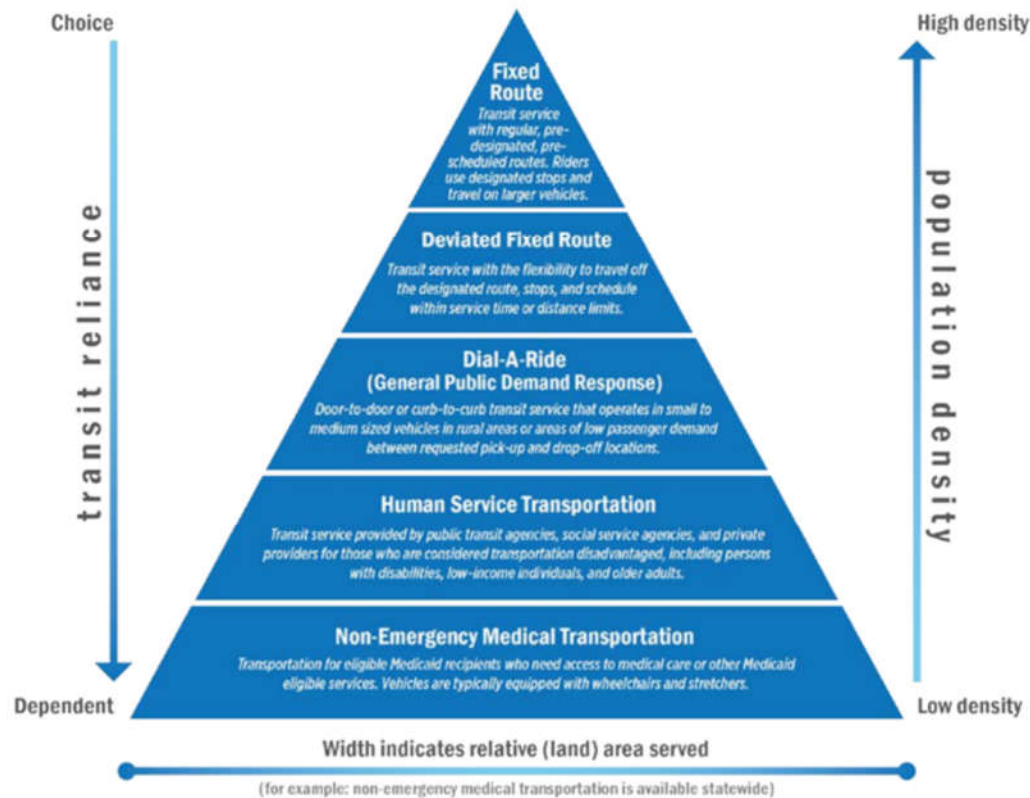 Choice
High density
Fixed
Route
Transit service
with regular, pre-
designated, pre-
scheduled routes. Riders
use designated stops and
travel on larger vehicles.
Deviated Fixed Route
Transit service with the flexibility to travel off
the designated route, stops, and schedule
within service time or distance limits.
transit reliance
population density
Dial-A-Ride
(General Public Demand Response)
Door-to-door or curb-to-curb transit service that operates in small to
medium sized vehicles in rural areas or areas of low passenger demand
between requested pick-up and drop-off locations.
Human Service Transportation
Transit service provided by public transit agencies, social service agencies, and private
providers for those who are considered transportation disadvantaged, including persons
with disabilities, low-income individuals, and older adults.
Non-Emergency Medical Transportation
Transportation for eligible Medicaid recipients who need access to medical care or other Medicaid
eligible services. Vehicles are typically equipped with wheelchairs and stretchers.
Dependent
Low density
Width indicates relative (land) area served
(for example: non-emergency medical transportation is available statewide)